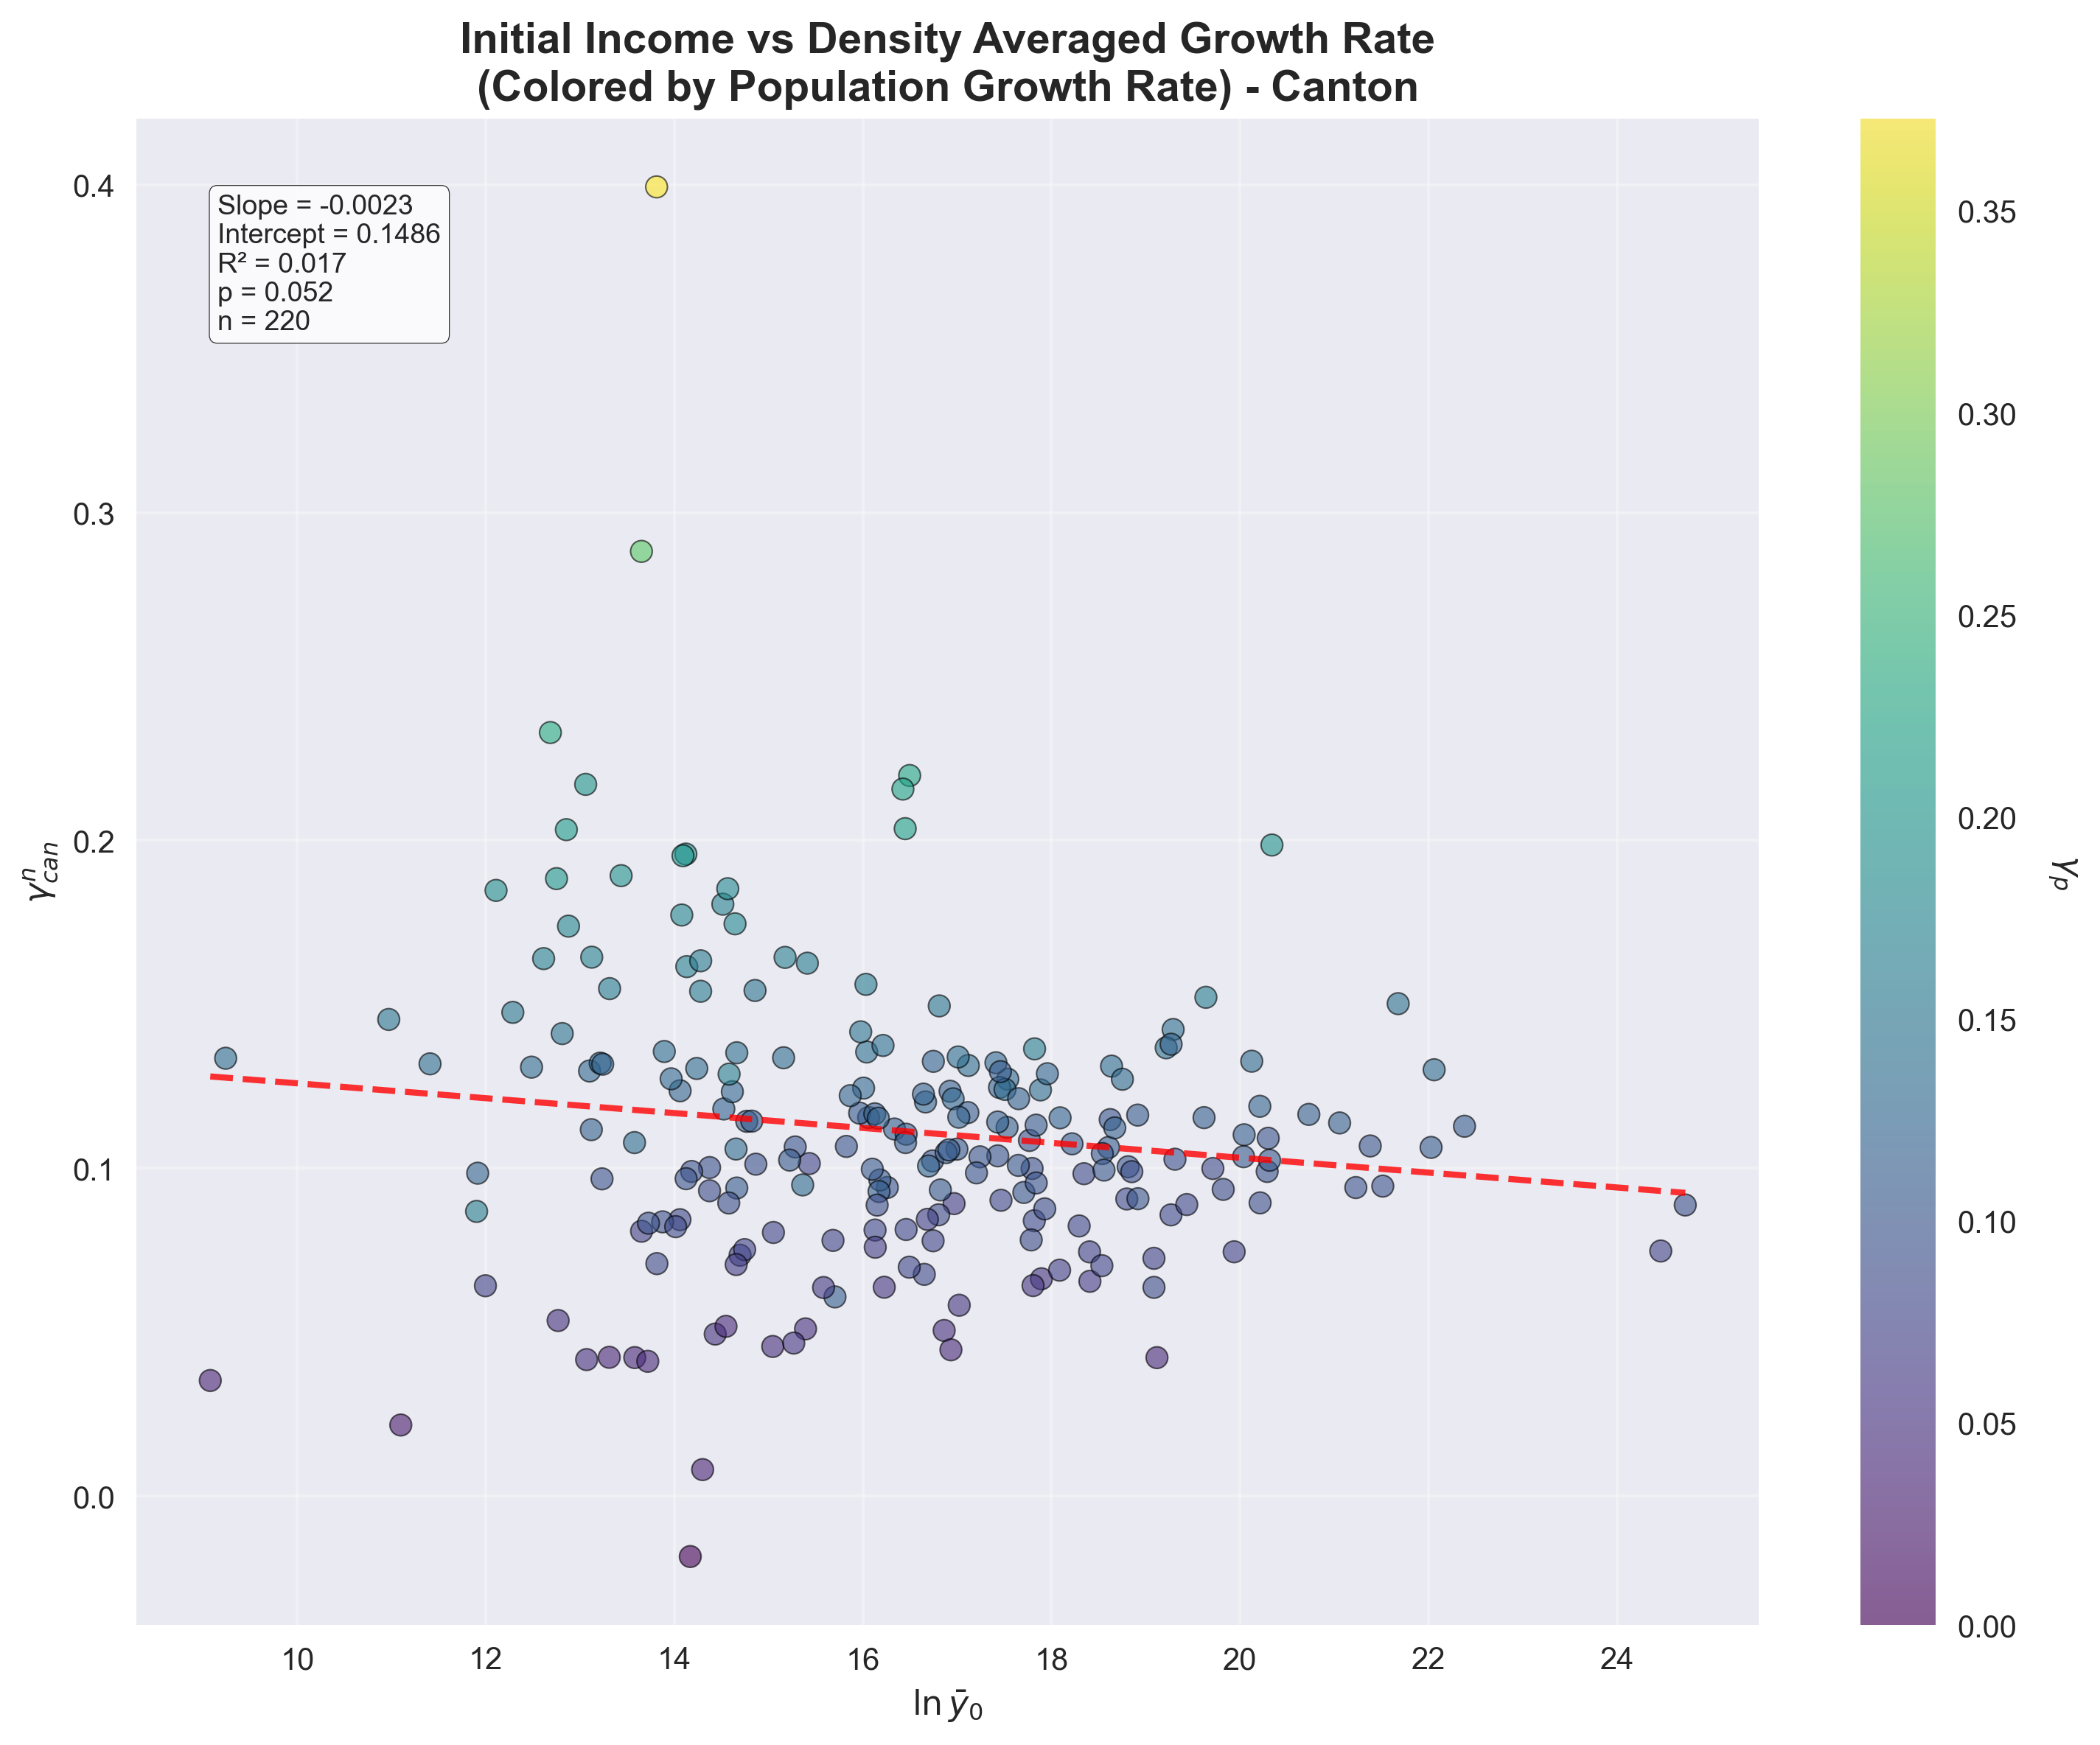 Initial Income vs Density Averaged Growth Rate
(Colored by Population Growth Rate) - Canton
Slope = -0.0023
Intercept = 0.1486
R² = 0.017
p = 0.052
n = 220
0.4
0.3
0.2
0.1
0.0
γⁿ_can
10 12 14 16 18 20 22 24
ln ȳ₀
0.35
0.30
0.25
0.20
0.15
0.10
0.05
0.00
γ_p